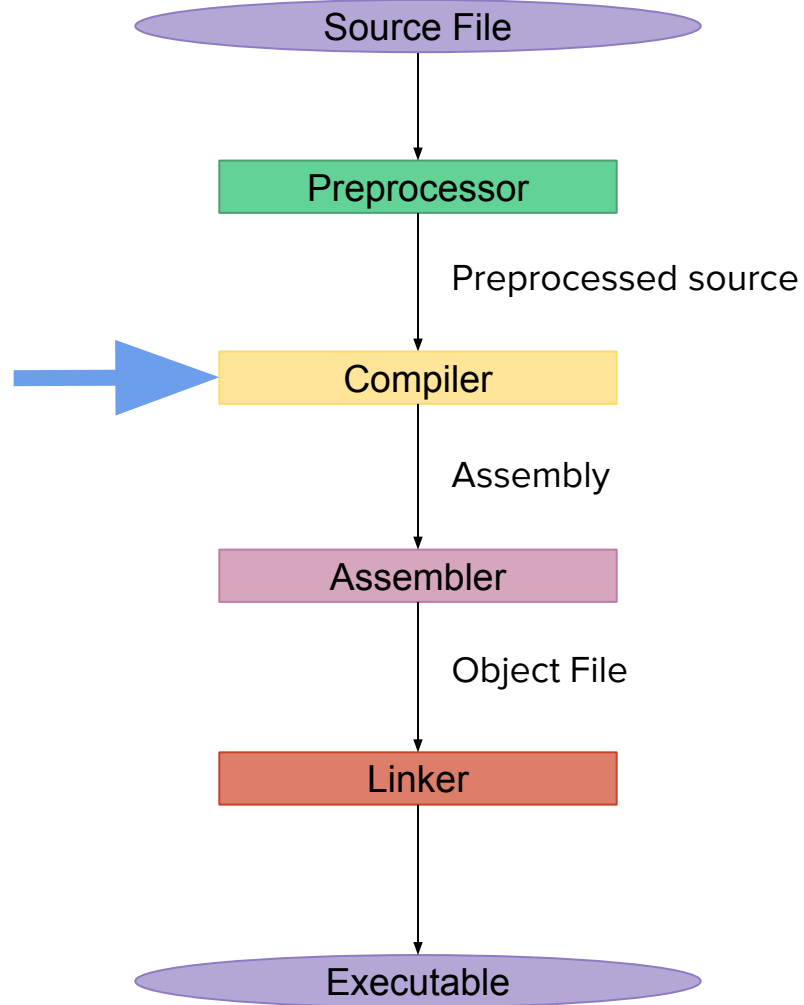 Source File
Preprocessor
Preprocessed source
Compiler
Assembly
Assembler
Object File
Linker
Executable